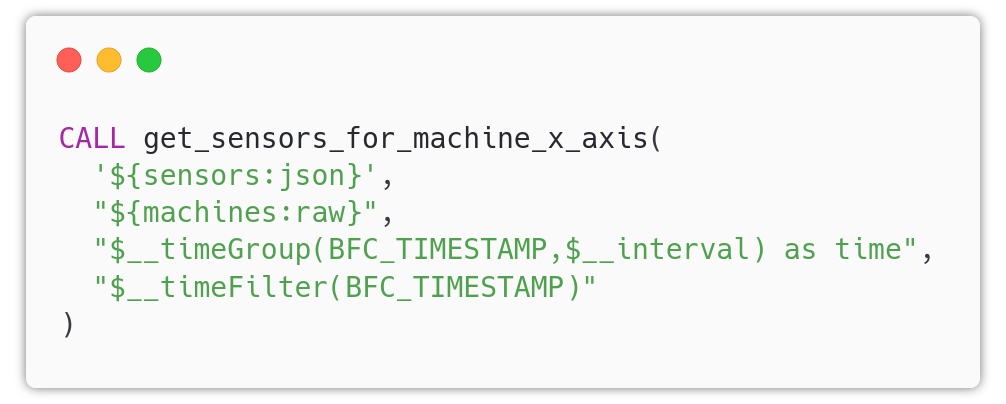 CALL get_sensors_for_machine_x_axis(
  '${sensors:json}',
  "${machines:raw}",
  "$__timeGroup(BFC_TIMESTAMP,$__interval) as time",
  "$__timeFilter(BFC_TIMESTAMP)"
)